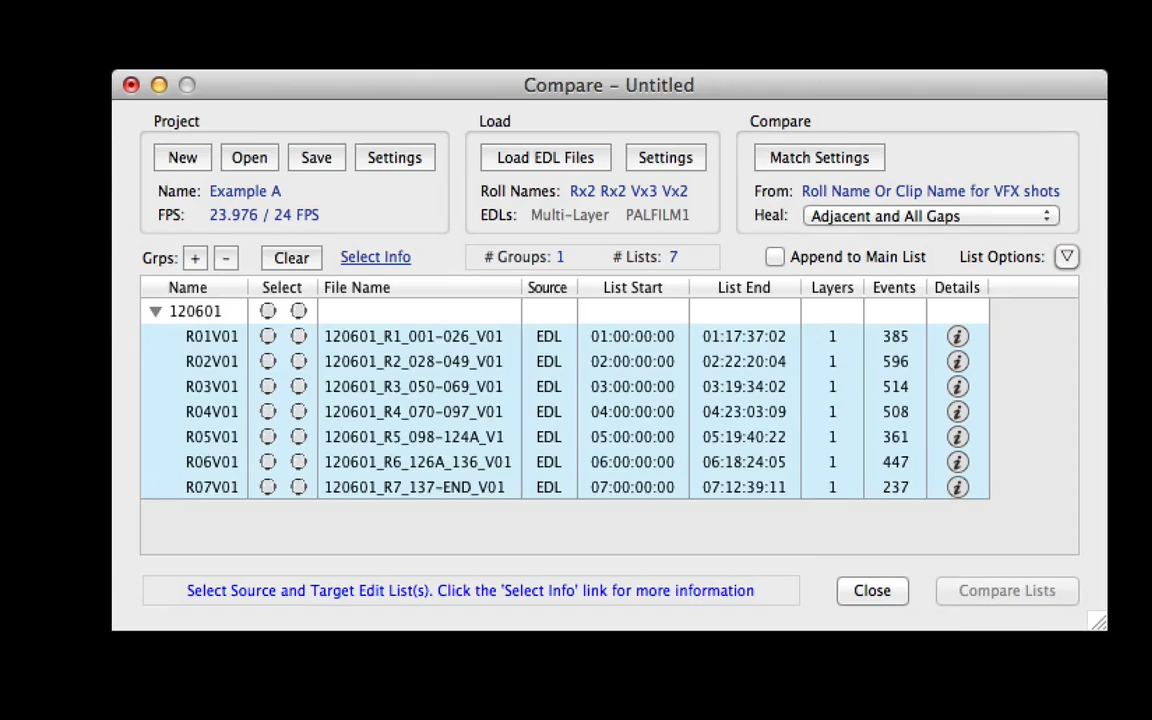 Compare - Untitled
Project Load Compare
New Open Save Settings Load EDL Files Settings Match Settings
Name: Example A Roll Names: Rx2 Rx2 Vx3 Vx2 From: Roll Name Or Clip Name for VFX shots
FPS: 23.976 / 24 FPS EDLs: Multi-Layer PALFILM1 Heal: Adjacent and All Gaps
Grps: + - Clear Select Info # Groups: 1 # Lists: 7 Append to Main List List Options:
Name Select File Name Source List Start List End Layers Events Details
120601
R01V01 120601_R1_001-026_V01 EDL 01:00:00:00 01:17:37:02 1 385 i
R02V01 120601_R2_028-049_V01 EDL 02:00:00:00 02:22:20:04 1 596 i
R03V01 120601_R3_050-069_V01 EDL 03:00:00:00 03:19:34:02 1 514 i
R04V01 120601_R4_070-097_V01 EDL 04:00:00:00 04:23:03:09 1 508 i
R05V01 120601_R5_098-124A_V1 EDL 05:00:00:00 05:19:40:22 1 361 i
R06V01 120601_R6_126A_136_V01 EDL 06:00:00:00 06:18:24:05 1 447 i
R07V01 120601_R7_137-END_V01 EDL 07:00:00:00 07:12:39:11 1 237 i
Select Source and Target Edit List(s). Click the 'Select Info' link for more information Close Compare Lists